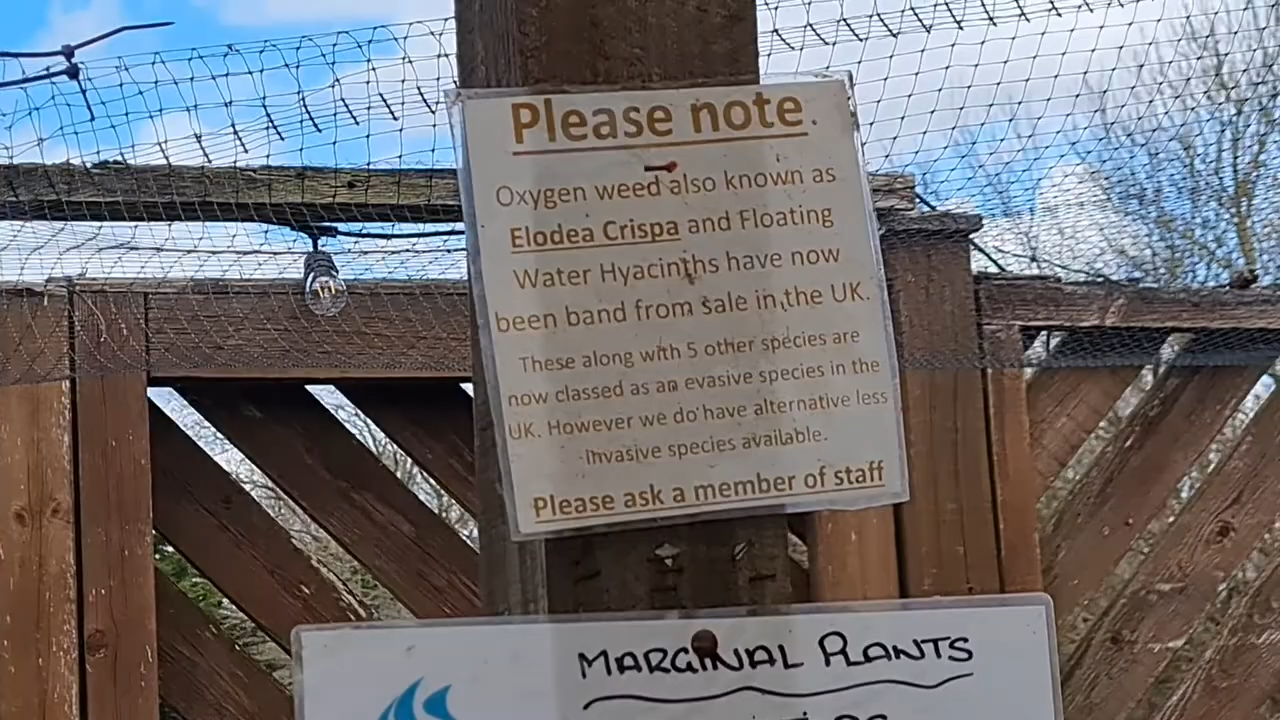 Please note.
Oxygen weed also known as
Elodea Crispa and Floating
Water Hyacinths have now
been band from sale in the UK.
These along with 5 other species are
now classed as an evasive species in the
UK. However we do have alternative less
invasive species available.
Please ask a member of staff
MARGINAL PLANTS